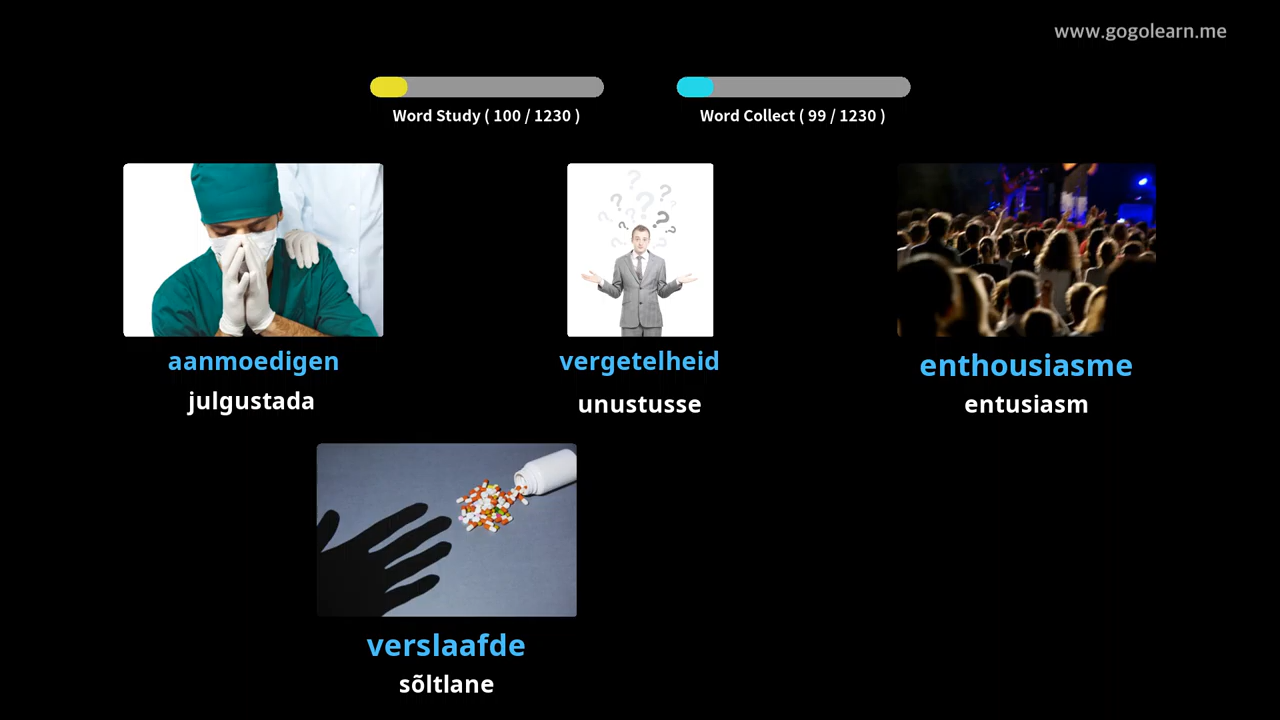 www.gogolearn.me
Word Study ( 100 / 1230 )
Word Collect ( 99 / 1230 )
aanmoedigen
julgustada
vergetelheid
unustusse
enthousiasme
entusiasm
verslaafde
sõltlane